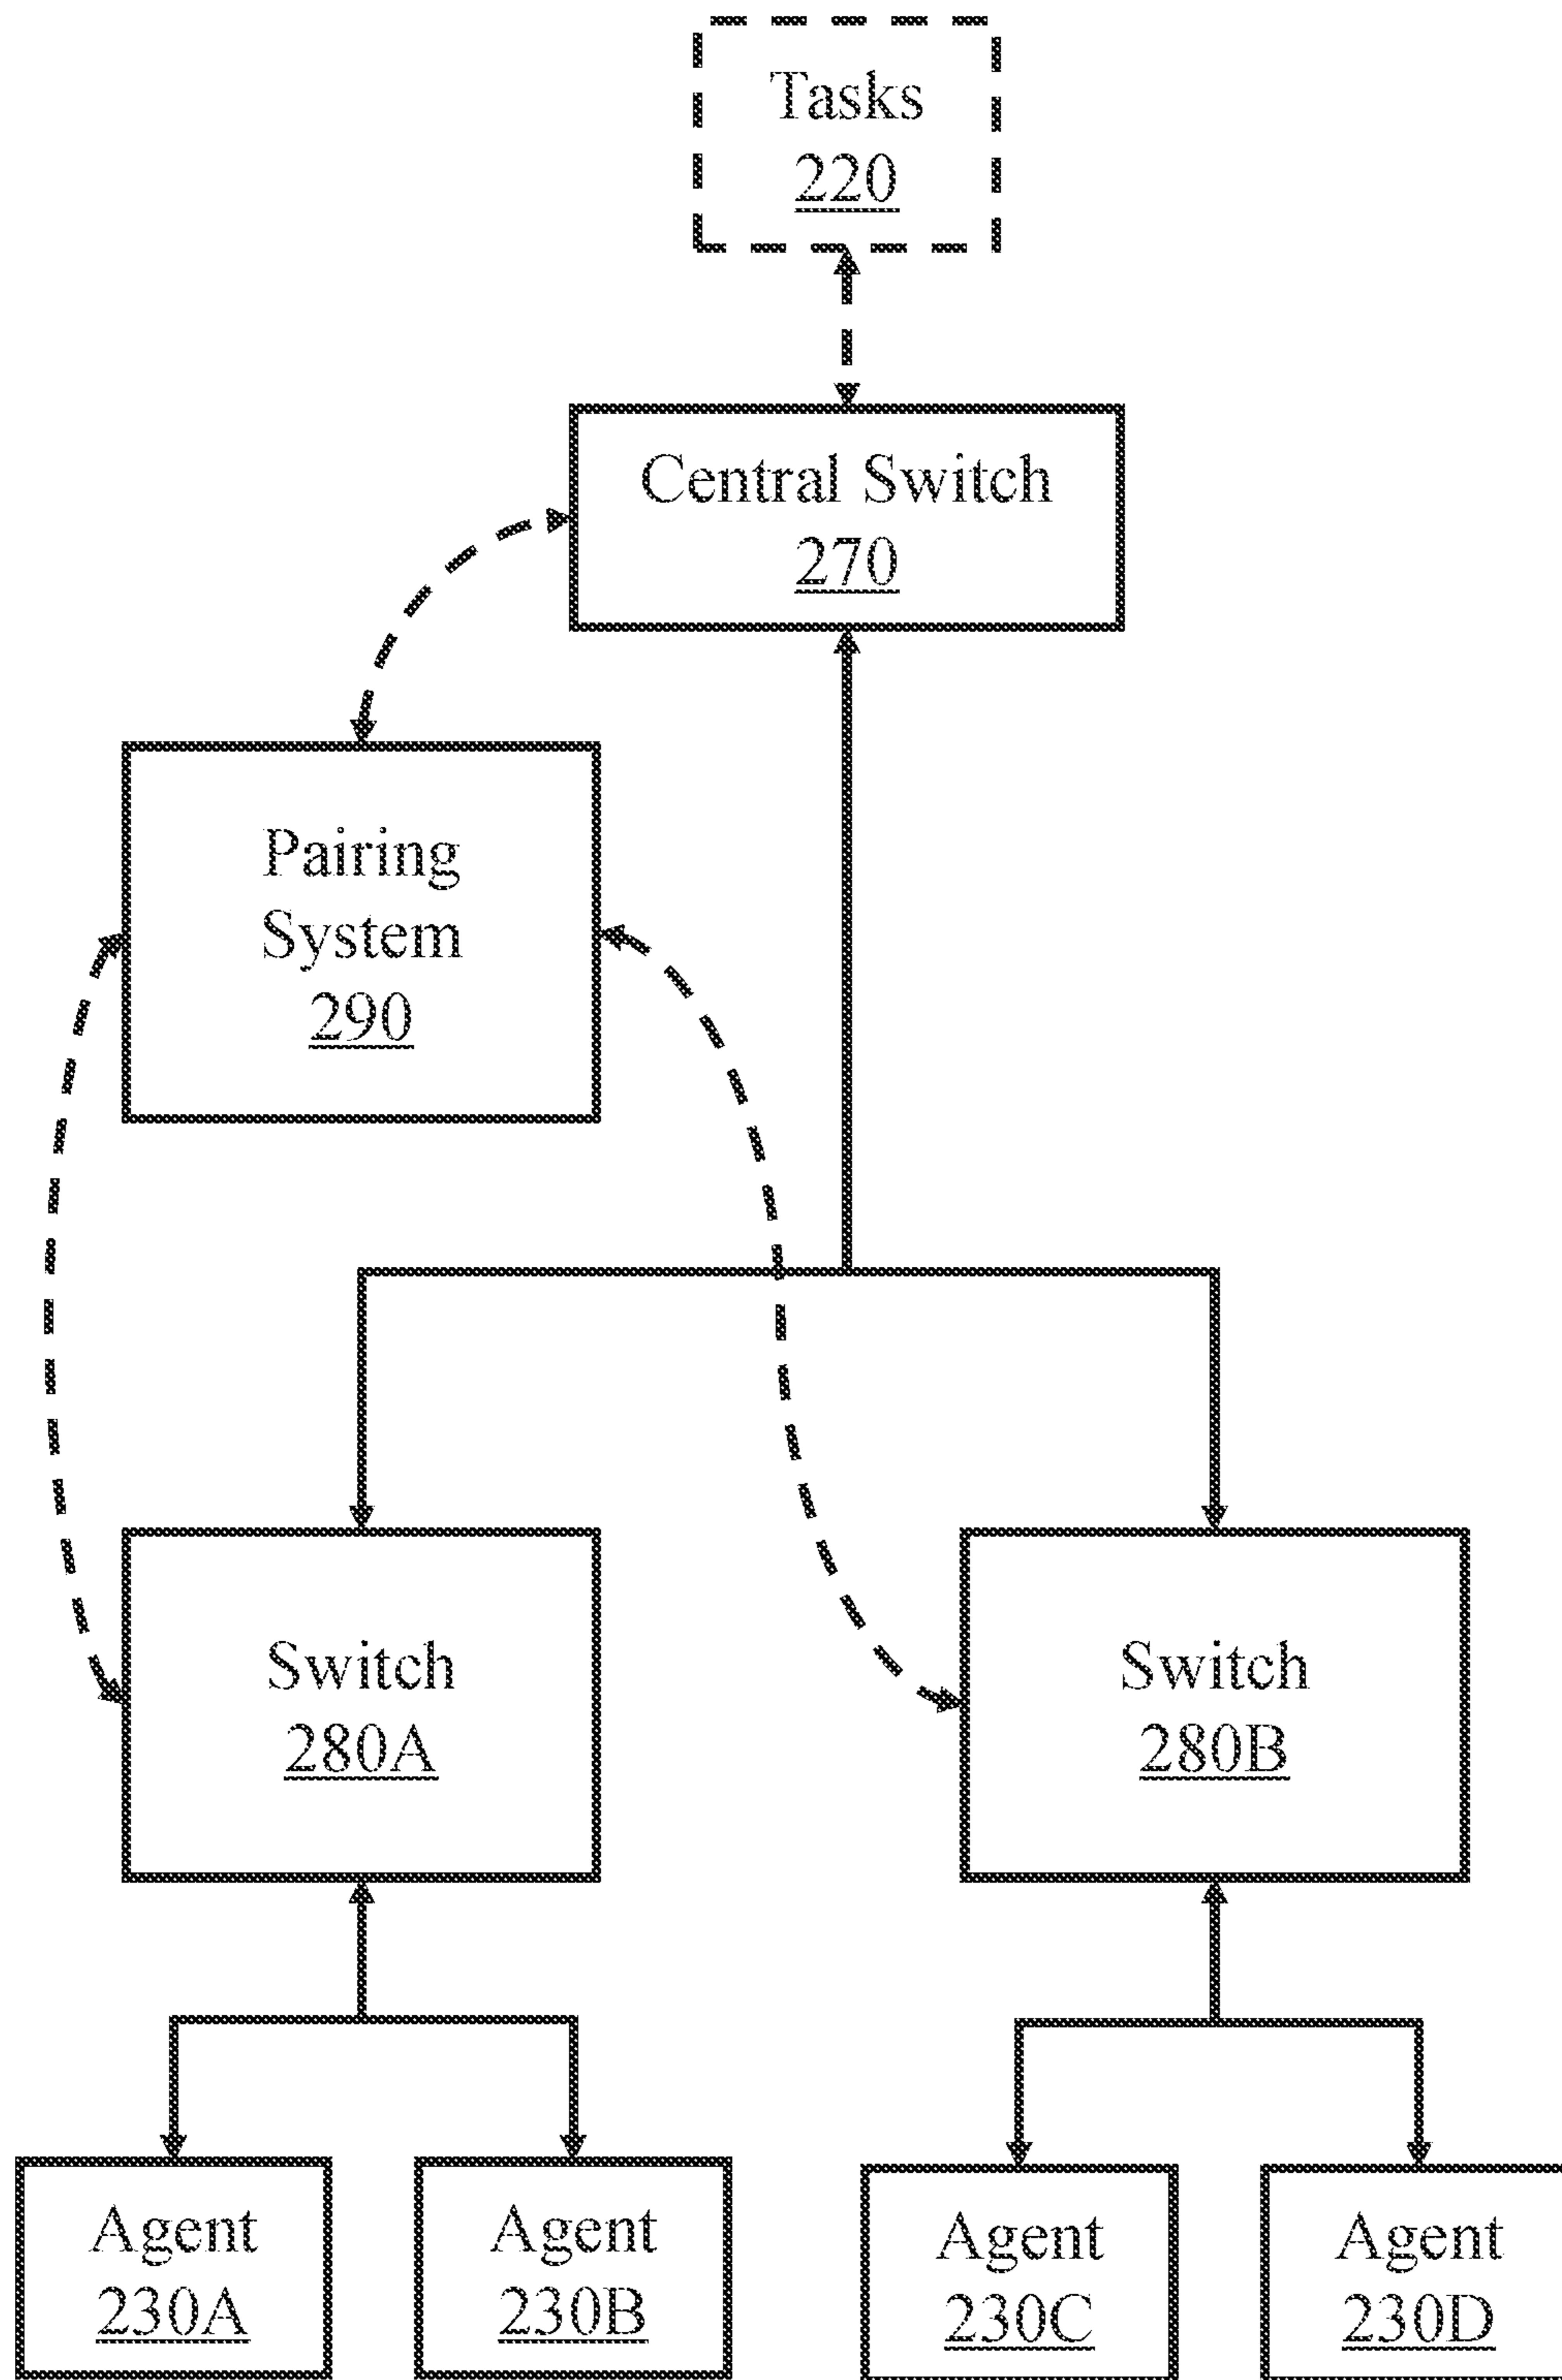 Tasks
220
Central Switch
270
Pairing
System
290
Switch
280A
Switch
280B
Agent
230A
Agent
230B
Agent
230C
Agent
230D